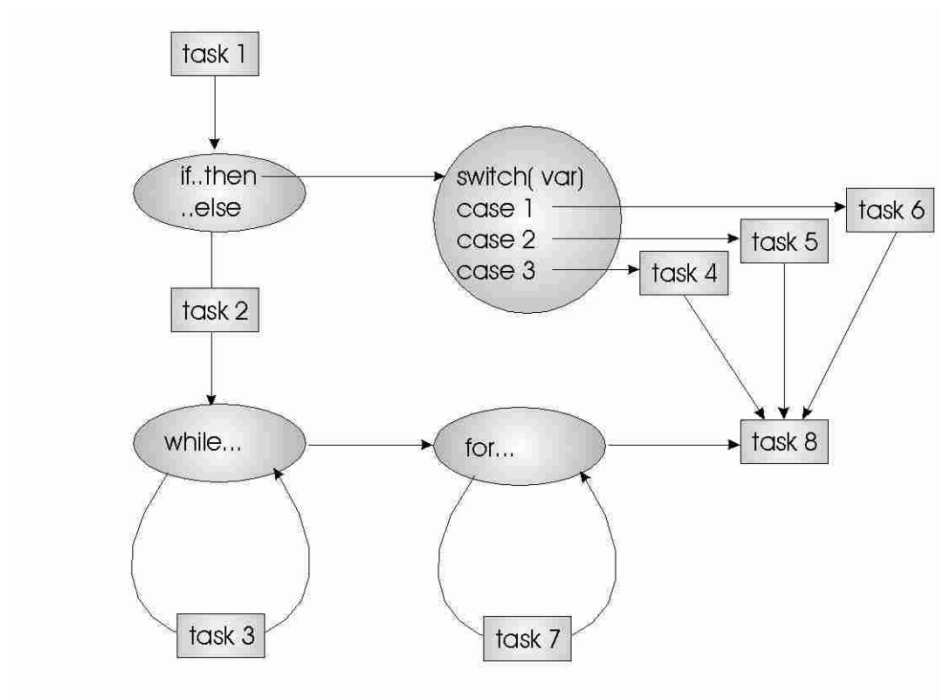 task 1
if..then
..else
switch( var)
case 1
case 2
case 3
task 6
task 5
task 4
task 2
while...
for...
task 8
task 3
task 7